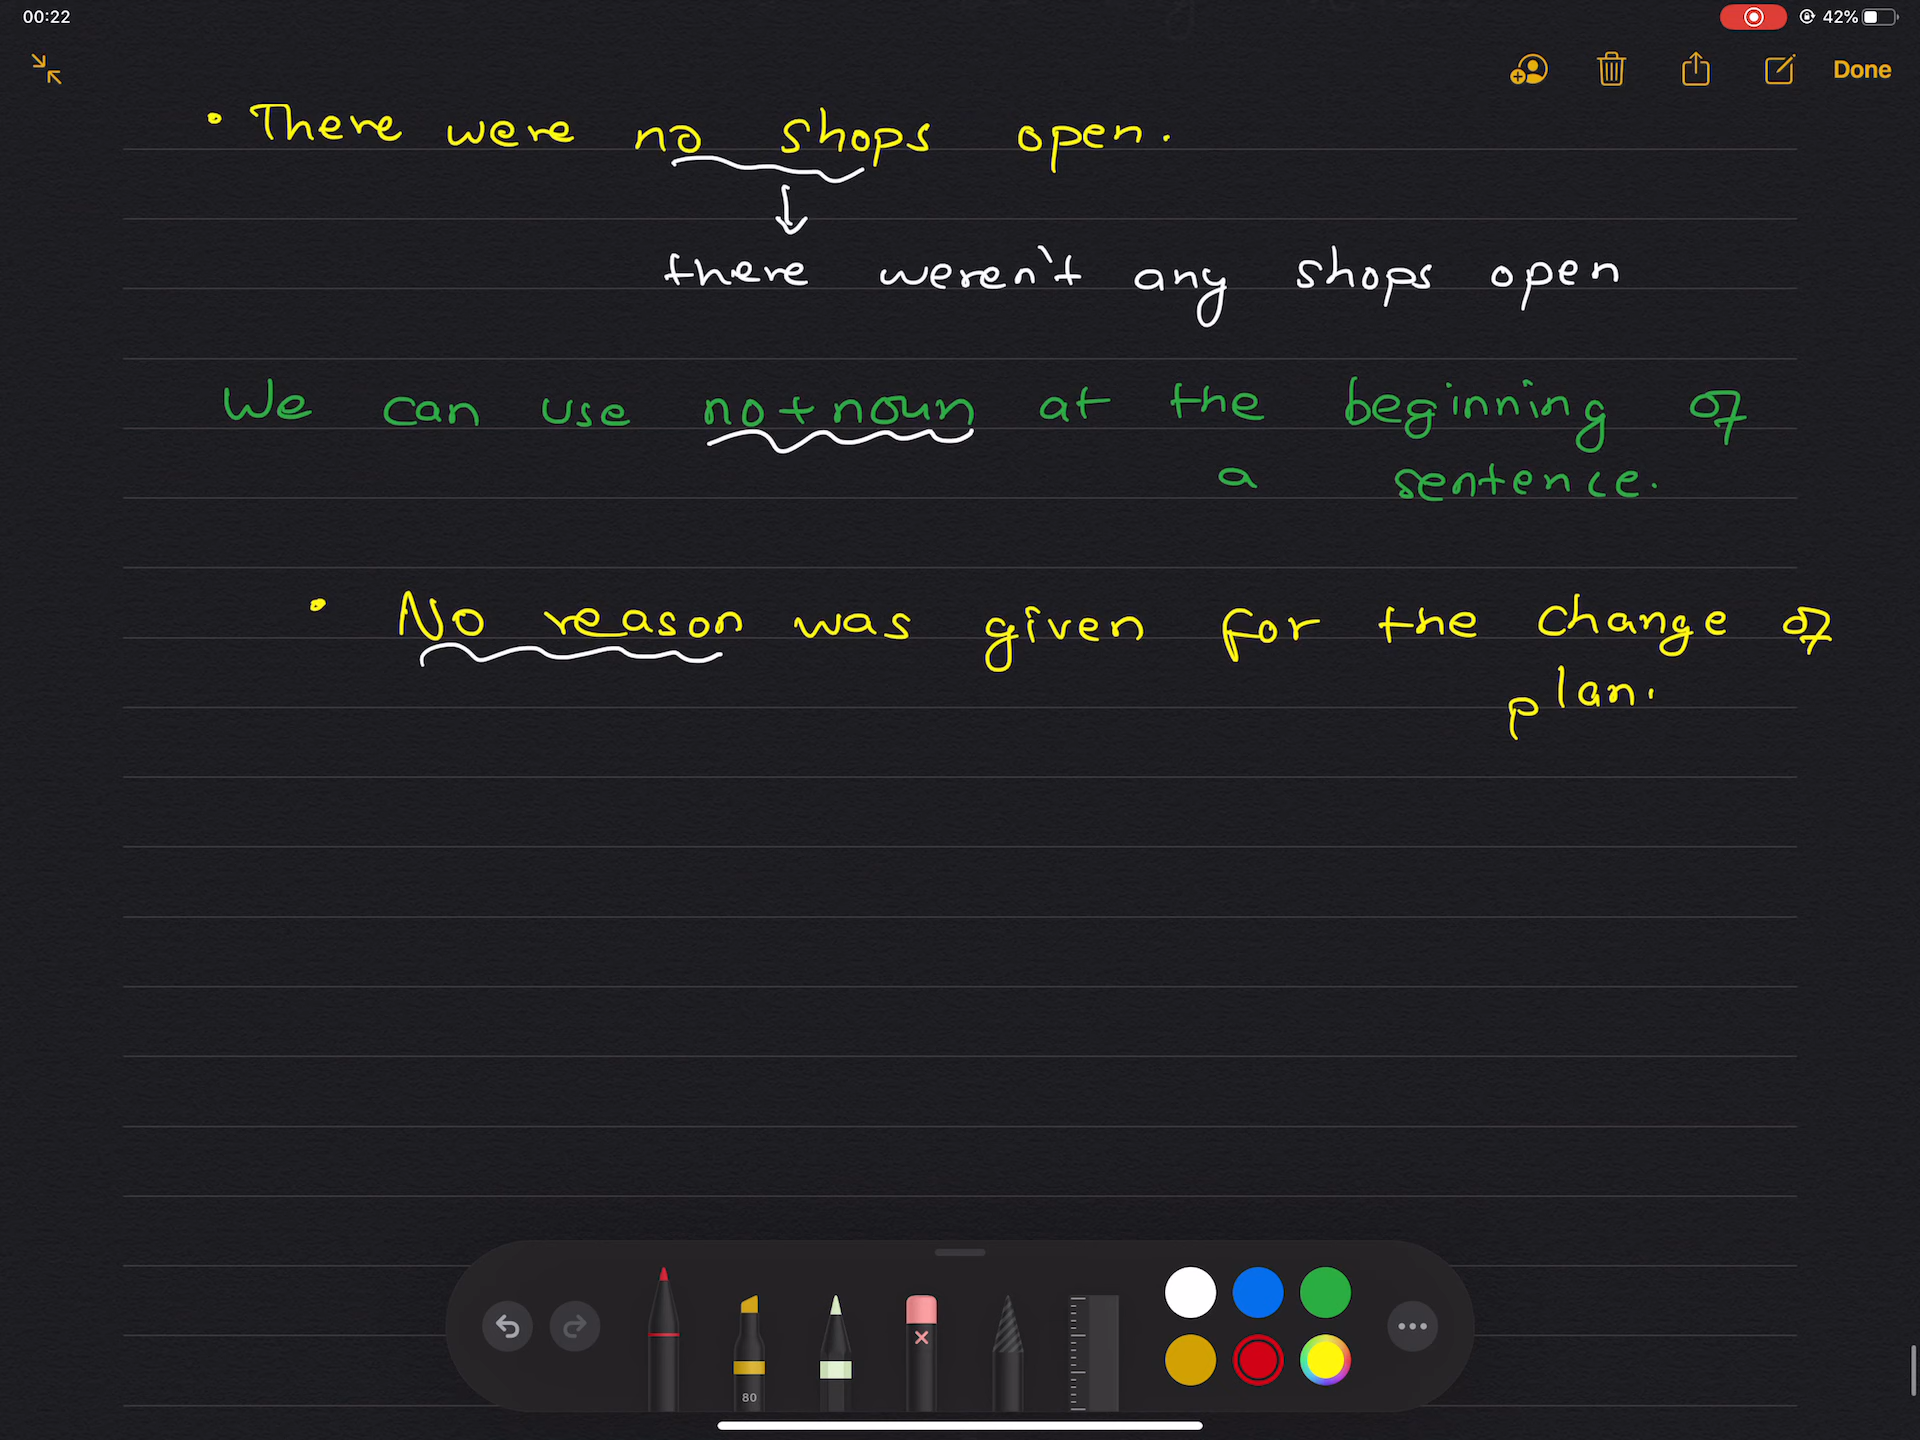 00:22
42%
Done
• There were no shops open.
↓
there weren't any shops open
We can use no+noun at the beginning of
a sentence.
• No reason was given for the change of
plan.
80